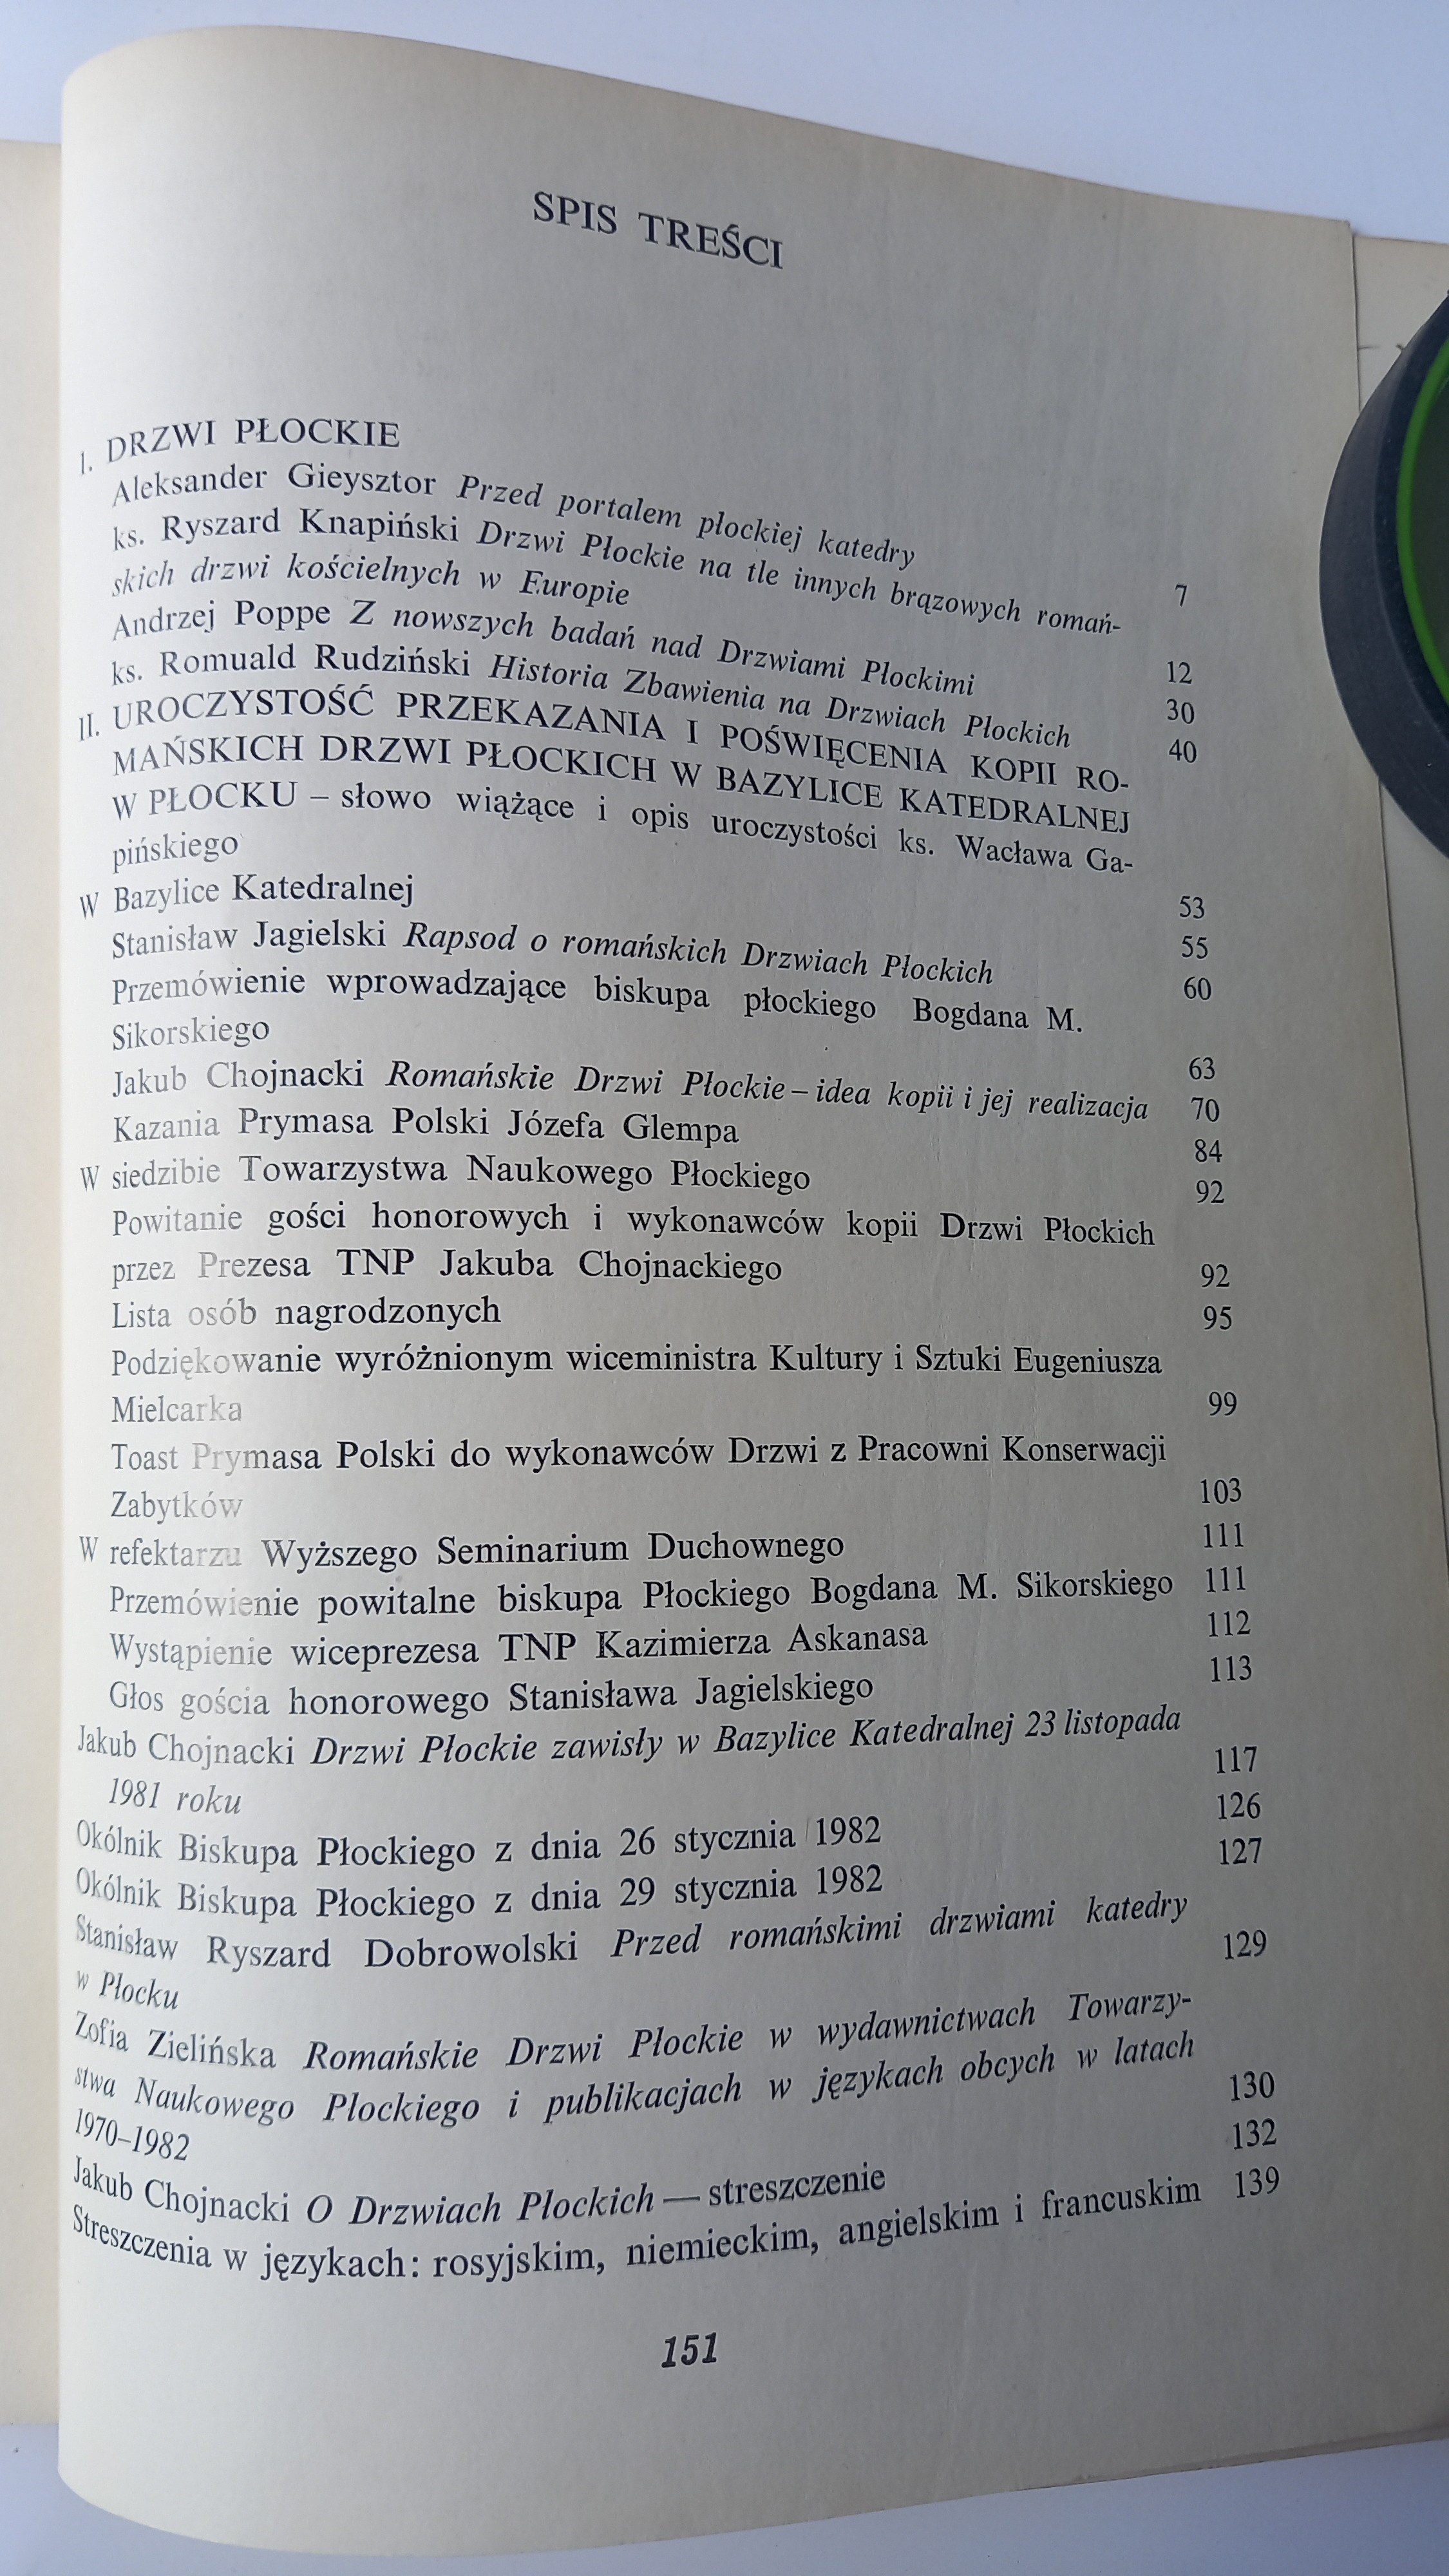 SPIS TREŚCI
I. DRZWI PŁOCKIE
Aleksander Gieysztor Przed portalem płockiej katedry 7
ks. Ryszard Knapiński Drzwi Płockie na tle innych brązowych romań-
skich drzwi kościelnych w Europie 12
Andrzej Poppe Z nowszych badań nad Drzwiami Płockimi 30
ks. Romuald Rudziński Historia Zbawienia na Drzwiach Płockich 40
II. UROCZYSTOŚĆ PRZEKAZANIA I POŚWIĘCENIA KOPII RO-
MAŃSKICH DRZWI PŁOCKICH W BAZYLICE KATEDRALNEJ
W PŁOCKU – słowo wiążące i opis uroczystości ks. Wacława Ga-
pińskiego 53
W Bazylice Katedralnej 55
Stanisław Jagielski Rapsod o romańskich Drzwiach Płockich 60
Przemówienie wprowadzające biskupa płockiego Bogdana M.
Sikorskiego 63
Jakub Chojnacki Romańskie Drzwi Płockie – idea kopii i jej realizacja 70
Kazania Prymasa Polski Józefa Glempa 84
W siedzibie Towarzystwa Naukowego Płockiego 92
Powitanie gości honorowych i wykonawców kopii Drzwi Płockich
przez Prezesa TNP Jakuba Chojnackiego 92
Lista osób nagrodzonych 95
Podziękowanie wyróżnionym wiceministra Kultury i Sztuki Eugeniusza
Mielcarka 99
Toast Prymasa Polski do wykonawców Drzwi z Pracowni Konserwacji
Zabytków 103
W refektarzu Wyższego Seminarium Duchownego 111
Przemówienie powitalne biskupa Płockiego Bogdana M. Sikorskiego 111
Wystąpienie wiceprezesa TNP Kazimierza Askanasa 112
Głos gościa honorowego Stanisława Jagielskiego 113
Jakub Chojnacki Drzwi Płockie zawisły w Bazylice Katedralnej 23 listopada
1981 roku 117
Okólnik Biskupa Płockiego z dnia 26 stycznia 1982 126
Okólnik Biskupa Płockiego z dnia 29 stycznia 1982 127
Stanisław Ryszard Dobrowolski Przed romańskimi drzwiami katedry
w Płocku 129
Zofia Zielińska Romańskie Drzwi Płockie w wydawnictwach Towarzy-
stwa Naukowego Płockiego i publikacjach w językach obcych w latach
1970–1982 130
Jakub Chojnacki O Drzwiach Płockich — streszczenie 132
Streszczenia w językach: rosyjskim, niemieckim, angielskim i francuskim 139
151